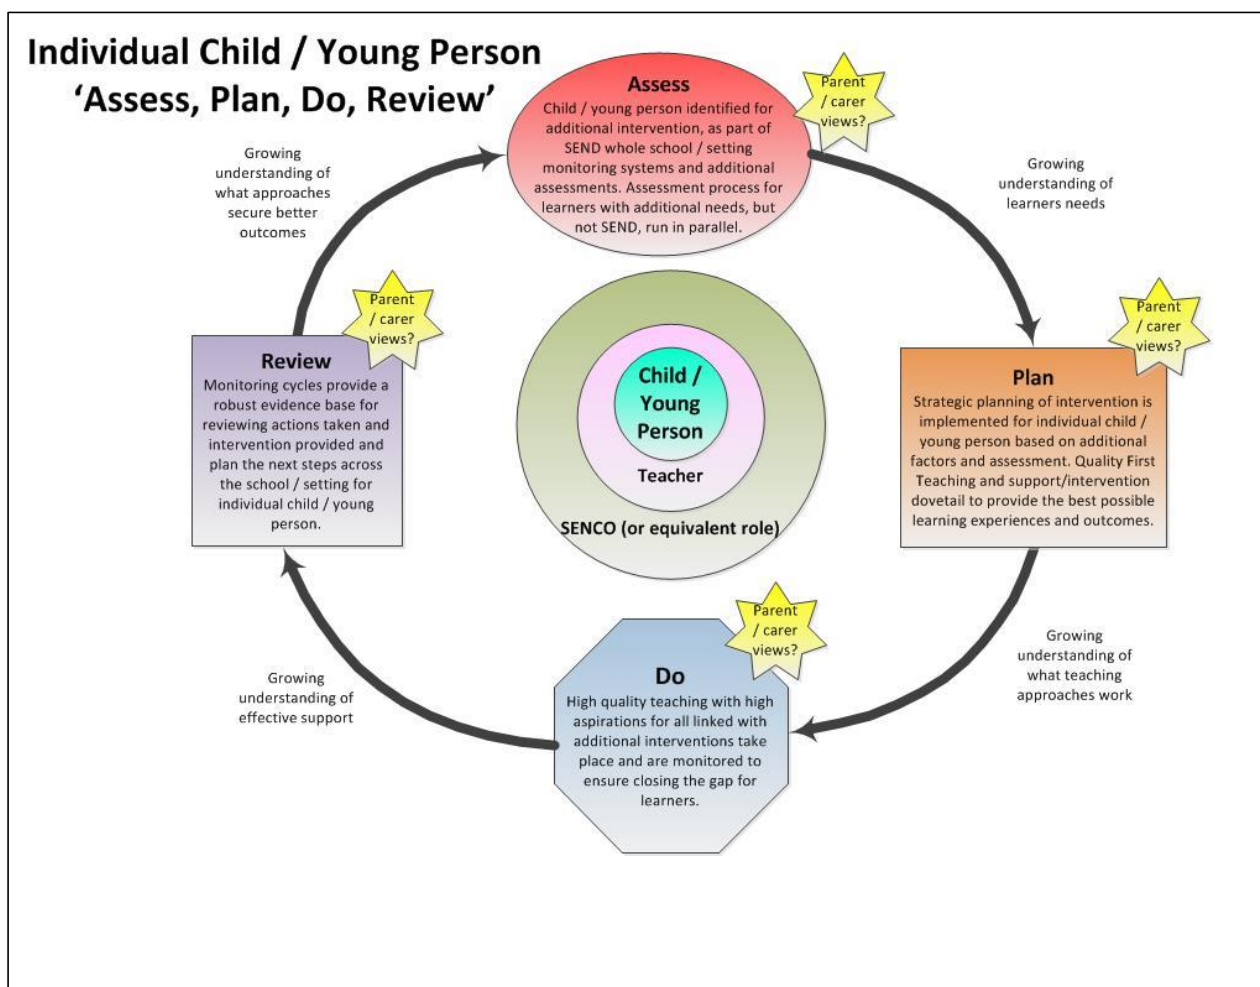 Individual Child / Young Person
‘Assess, Plan, Do, Review’
Assess
Child / young person identified for
additional intervention, as part of
SEND whole school / setting
monitoring systems and additional
assessments. Assessment process for
learners with additional needs, but
not SEND, run in parallel.
Parent
/ carer
views?
Growing
understanding of
learners needs
Parent
/ carer
views?
Plan
Strategic planning of intervention is
implemented for individual child /
young person based on additional
factors and assessment. Quality First
Teaching and support/intervention
dovetail to provide the best possible
learning experiences and outcomes.
Growing
understanding of
what teaching
approaches work
Parent
/ carer
views?
Do
High quality teaching with high
aspirations for all linked with
additional interventions take
place and are monitored to
ensure closing the gap for
learners.
Growing
understanding of
effective support
Parent
/ carer
views?
Review
Monitoring cycles provide a
robust evidence base for
reviewing actions taken and
intervention provided and
plan the next steps across
the school / setting for
individual child / young
person.
Growing
understanding of
what approaches
secure better
outcomes
Child /
Young
Person
Teacher
SENCO (or equivalent role)